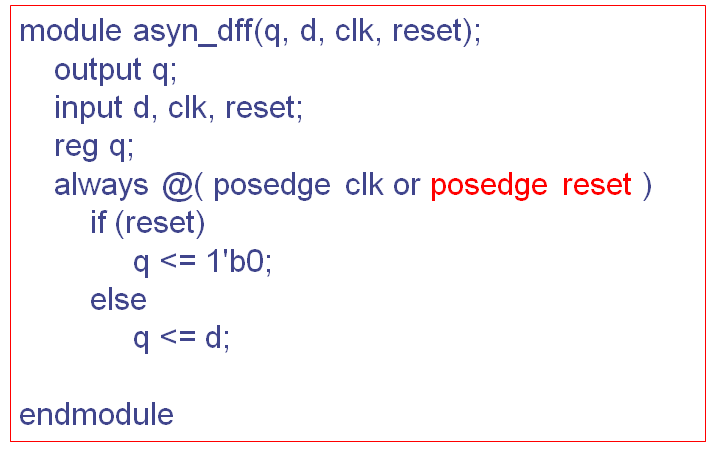 module asyn_dff(q, d, clk, reset);
output q;
input d, clk, reset;
reg q;
always @( posedge clk or posedge reset )
if (reset)
q <= 1'b0;
else
q <= d;
endmodule